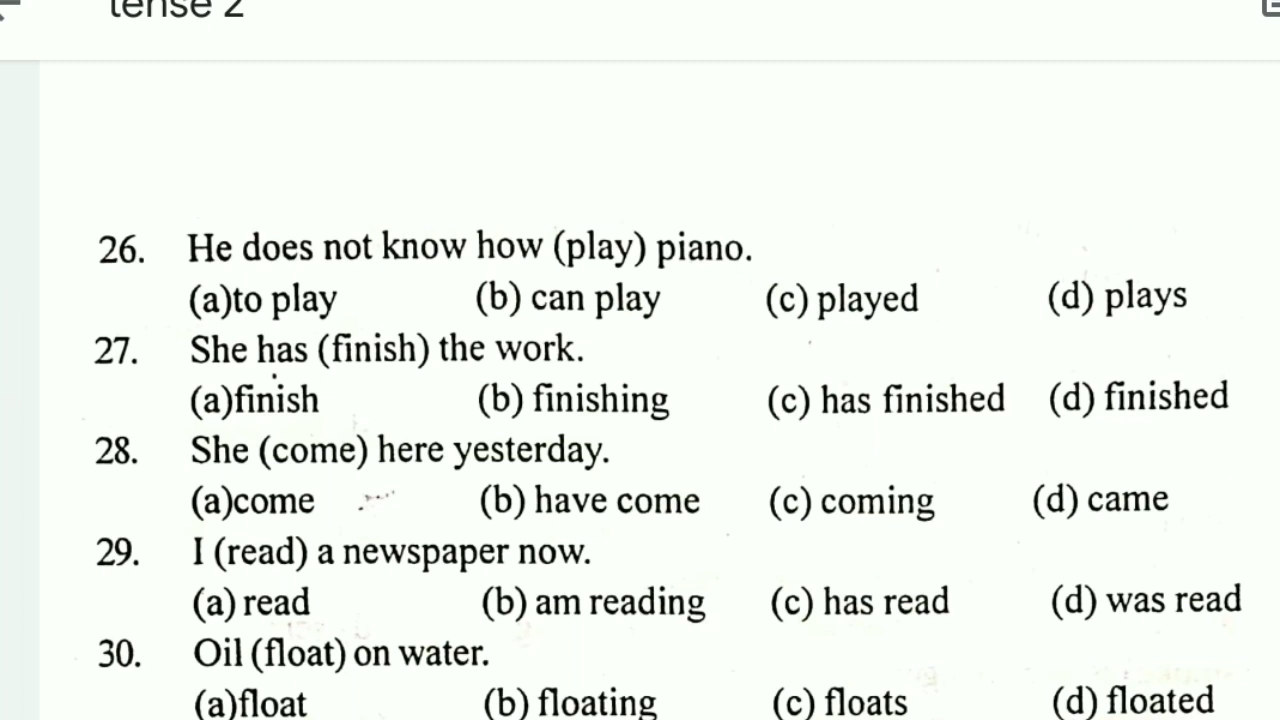 tense 2
26. He does not know how (play) piano.
(a)to play (b) can play (c) played (d) plays
27. She has (finish) the work.
(a)finish (b) finishing (c) has finished (d) finished
28. She (come) here yesterday.
(a)come (b) have come (c) coming (d) came
29. I (read) a newspaper now.
(a) read (b) am reading (c) has read (d) was read
30. Oil (float) on water.
(a)float (b) floating (c) floats (d) floated